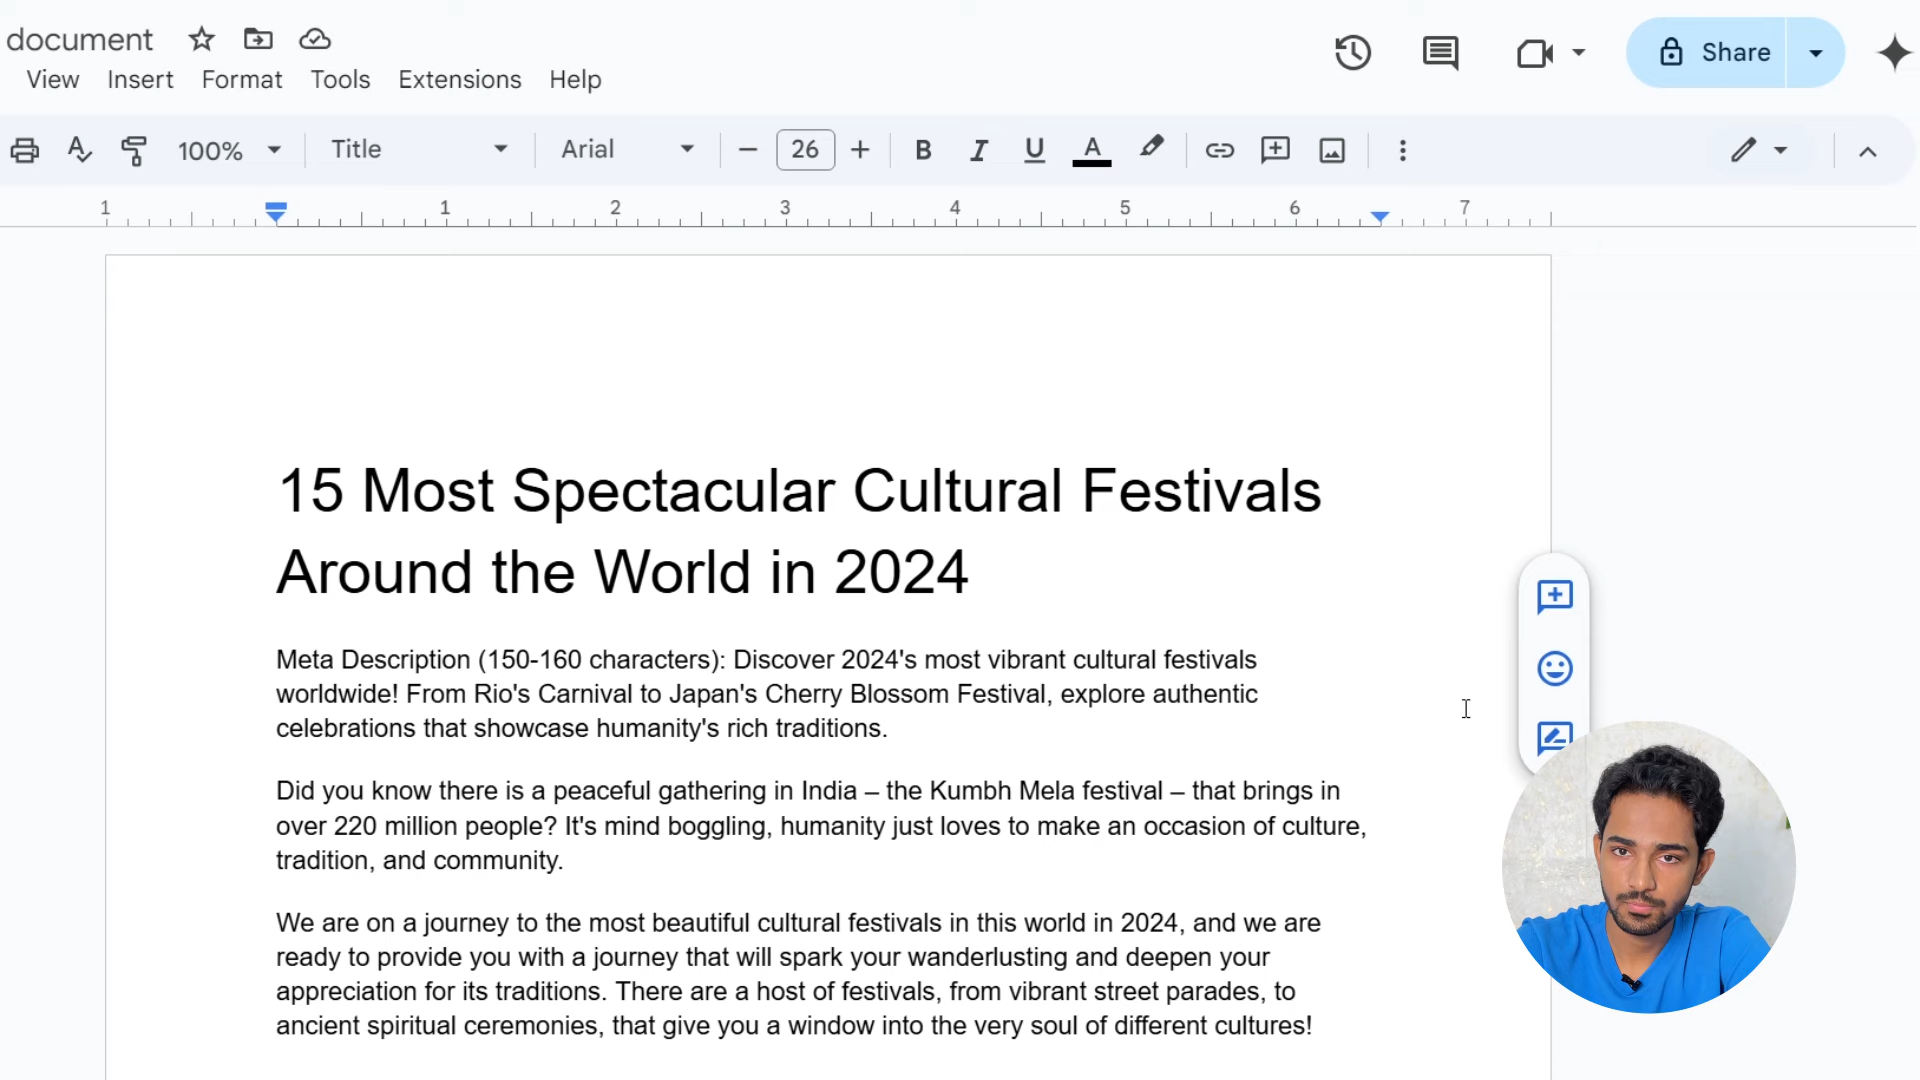 document
View Insert Format Tools Extensions Help
Share
100% Title Arial 26 B I U A
1 1 2 3 4 5 6 7
15 Most Spectacular Cultural Festivals
Around the World in 2024
Meta Description (150-160 characters): Discover 2024's most vibrant cultural festivals
worldwide! From Rio's Carnival to Japan's Cherry Blossom Festival, explore authentic
celebrations that showcase humanity's rich traditions.
Did you know there is a peaceful gathering in India – the Kumbh Mela festival – that brings in
over 220 million people? It's mind boggling, humanity just loves to make an occasion of culture,
tradition, and community.
We are on a journey to the most beautiful cultural festivals in this world in 2024, and we are
ready to provide you with a journey that will spark your wanderlusting and deepen your
appreciation for its traditions. There are a host of festivals, from vibrant street parades, to
ancient spiritual ceremonies, that give you a window into the very soul of different cultures!